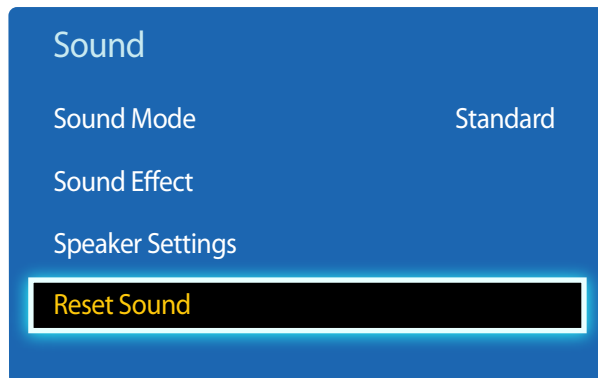 Sound
Sound Mode Standard
Sound Effect
Speaker Settings
Reset Sound